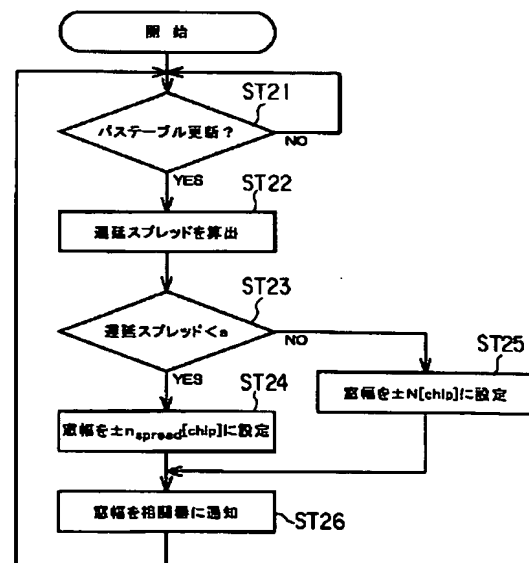 開 始
ST21
パステーブル更新？
NO
YES
ST22
遅延スプレッドを算出
ST23
遅延スプレッド＜a
NO
YES
ST25
窓幅を±N[chip]に設定
ST24
窓幅を±nspread[chip]に設定
窓幅を相関器に通知
ST26